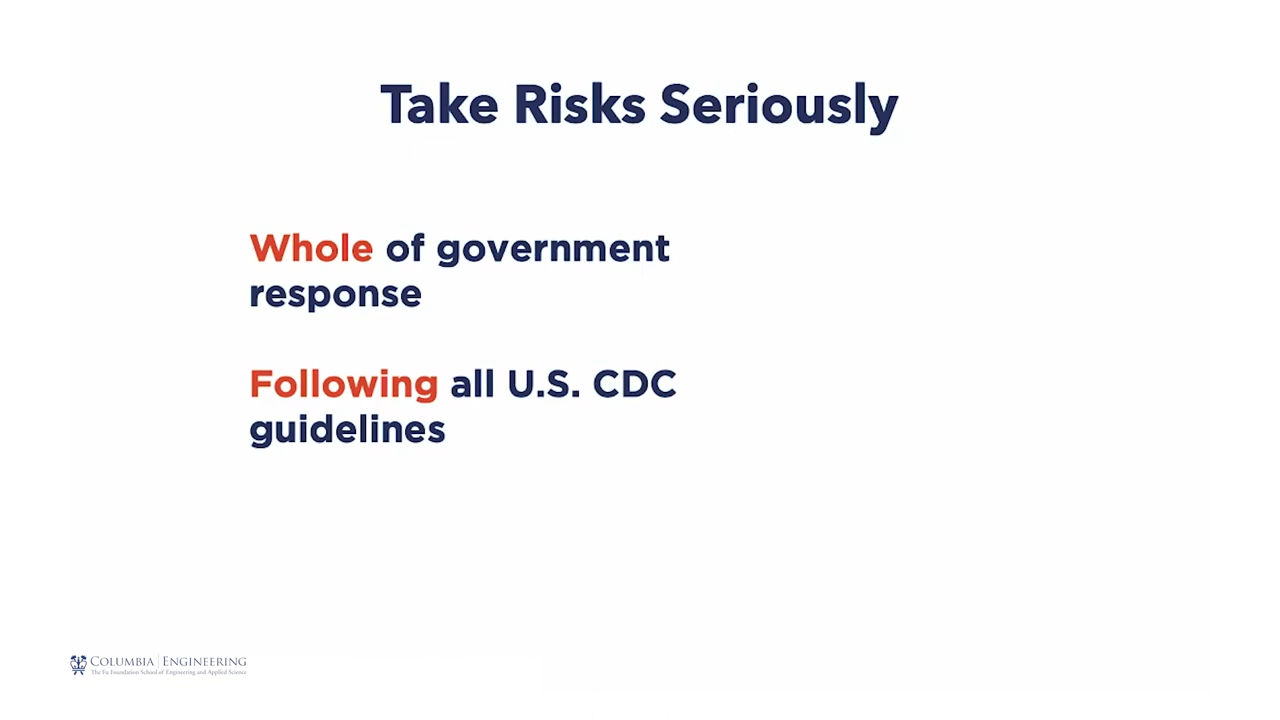 Take Risks Seriously
Whole of government
response
Following all U.S. CDC
guidelines
COLUMBIA | ENGINEERING
The Fu Foundation School of Engineering and Applied Science